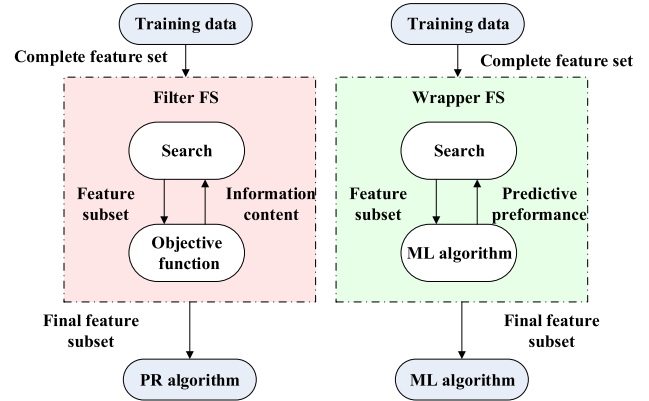 Training data
Complete feature set
Filter FS
Search
Feature
subset
Information
content
Objective
function
Final feature
subset
PR algorithm
Training data
Complete feature set
Wrapper FS
Search
Feature
subset
Predictive
preformance
ML algorithm
Final feature
subset
ML algorithm